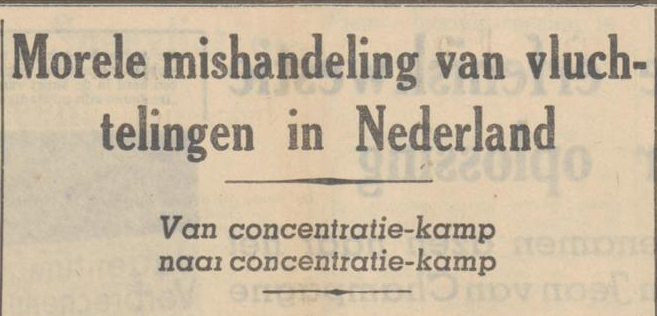 Morele mishandeling van vluch-
telingen in Nederland
Van concentratie-kamp
naar concentratie-kamp